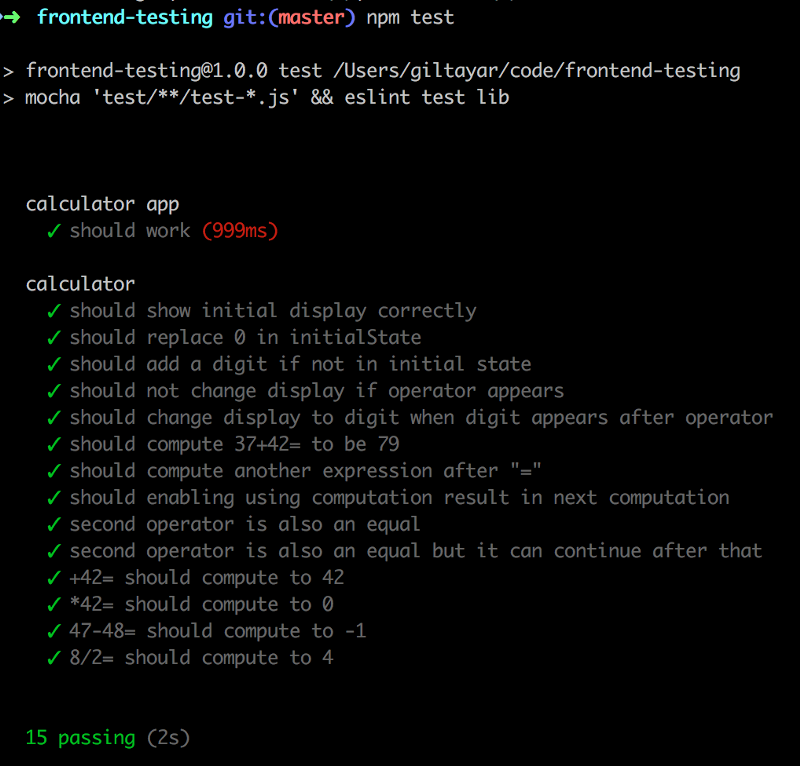 ➜ frontend-testing git:(master) npm test
> frontend-testing@1.0.0 test /Users/giltayar/code/frontend-testing
> mocha 'test/**/test-*.js' && eslint test lib
calculator app
✓ should work (999ms)
calculator
✓ should show initial display correctly
✓ should replace 0 in initialState
✓ should add a digit if not in initial state
✓ should not change display if operator appears
✓ should change display to digit when digit appears after operator
✓ should compute 37+42= to be 79
✓ should compute another expression after "="
✓ should enabling using computation result in next computation
✓ second operator is also an equal
✓ second operator is also an equal but it can continue after that
✓ +42= should compute to 42
✓ *42= should compute to 0
✓ 47-48= should compute to -1
✓ 8/2= should compute to 4
15 passing (2s)